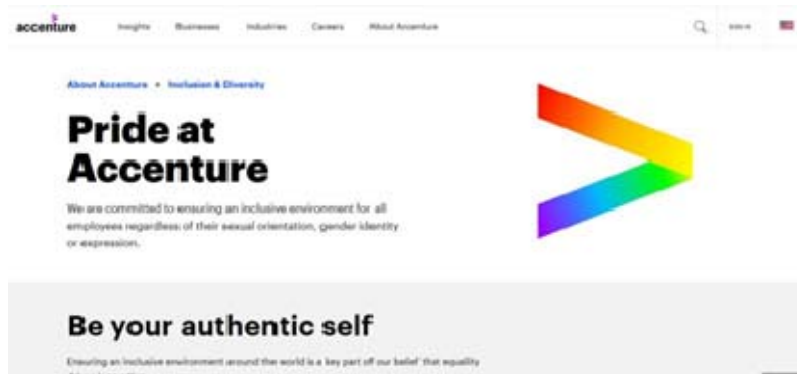 accenture Insights Businesses Industries Careers About Accenture SIGN IN
About Accenture • Inclusion & Diversity
Pride at
Accenture
We are committed to ensuring an inclusive environment for all
employees regardless of their sexual orientation, gender identity
or expression.
Be your authentic self
Ensuring an inclusive environment around the world is a key part of our belief that equality